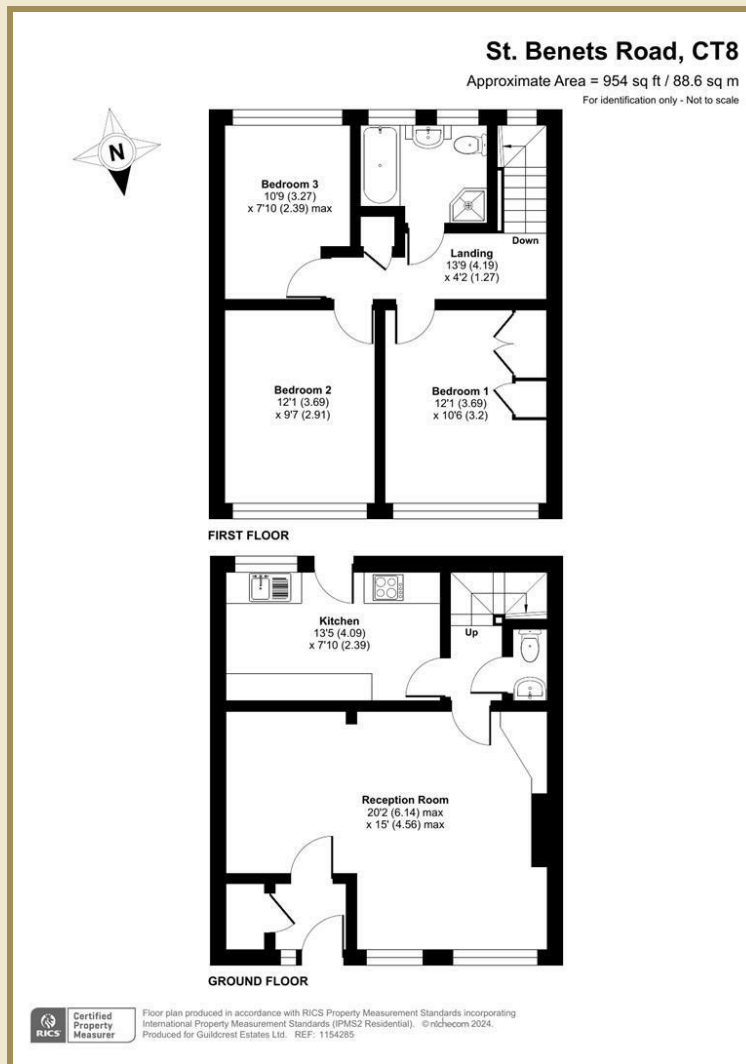 St. Benets Road, CT8
Approximate Area = 954 sq ft / 88.6 sq m
For identification only - Not to scale
N
Bedroom 3
10'9 (3.27)
x 7'10 (2.39) max
Landing
13'9 (4.19)
x 4'2 (1.27)
Down
Bedroom 2
12'1 (3.69)
x 9'7 (2.91)
Bedroom 1
12'1 (3.69)
x 10'6 (3.2)
FIRST FLOOR
Kitchen
13'5 (4.09)
x 7'10 (2.39)
Up
Reception Room
20'2 (6.14) max
x 15' (4.56) max
GROUND FLOOR
RICS
Certified
Property
Measurer
Floor plan produced in accordance with RICS Property Measurement Standards incorporating
International Property Measurement Standards (IPMS2 Residential). © nichecom 2024.
Produced for Guildcrest Estates Ltd. REF: 1154285